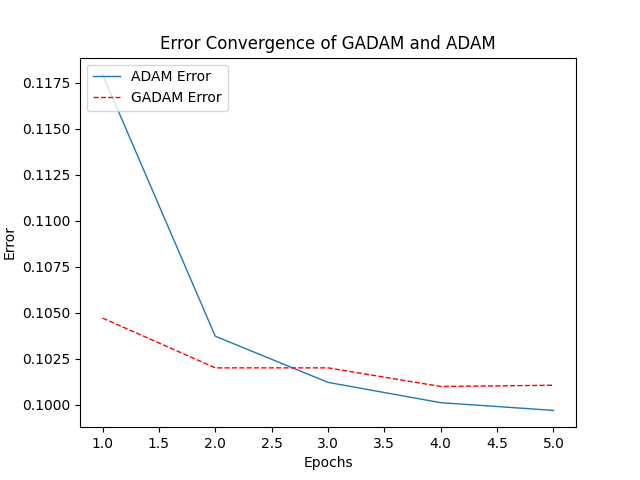 Error Convergence of GADAM and ADAM
ADAM Error
GADAM Error
0.1175
0.1150
0.1125
0.1100
0.1075
0.1050
0.1025
0.1000
Error
1.0 1.5 2.0 2.5 3.0 3.5 4.0 4.5 5.0
Epochs